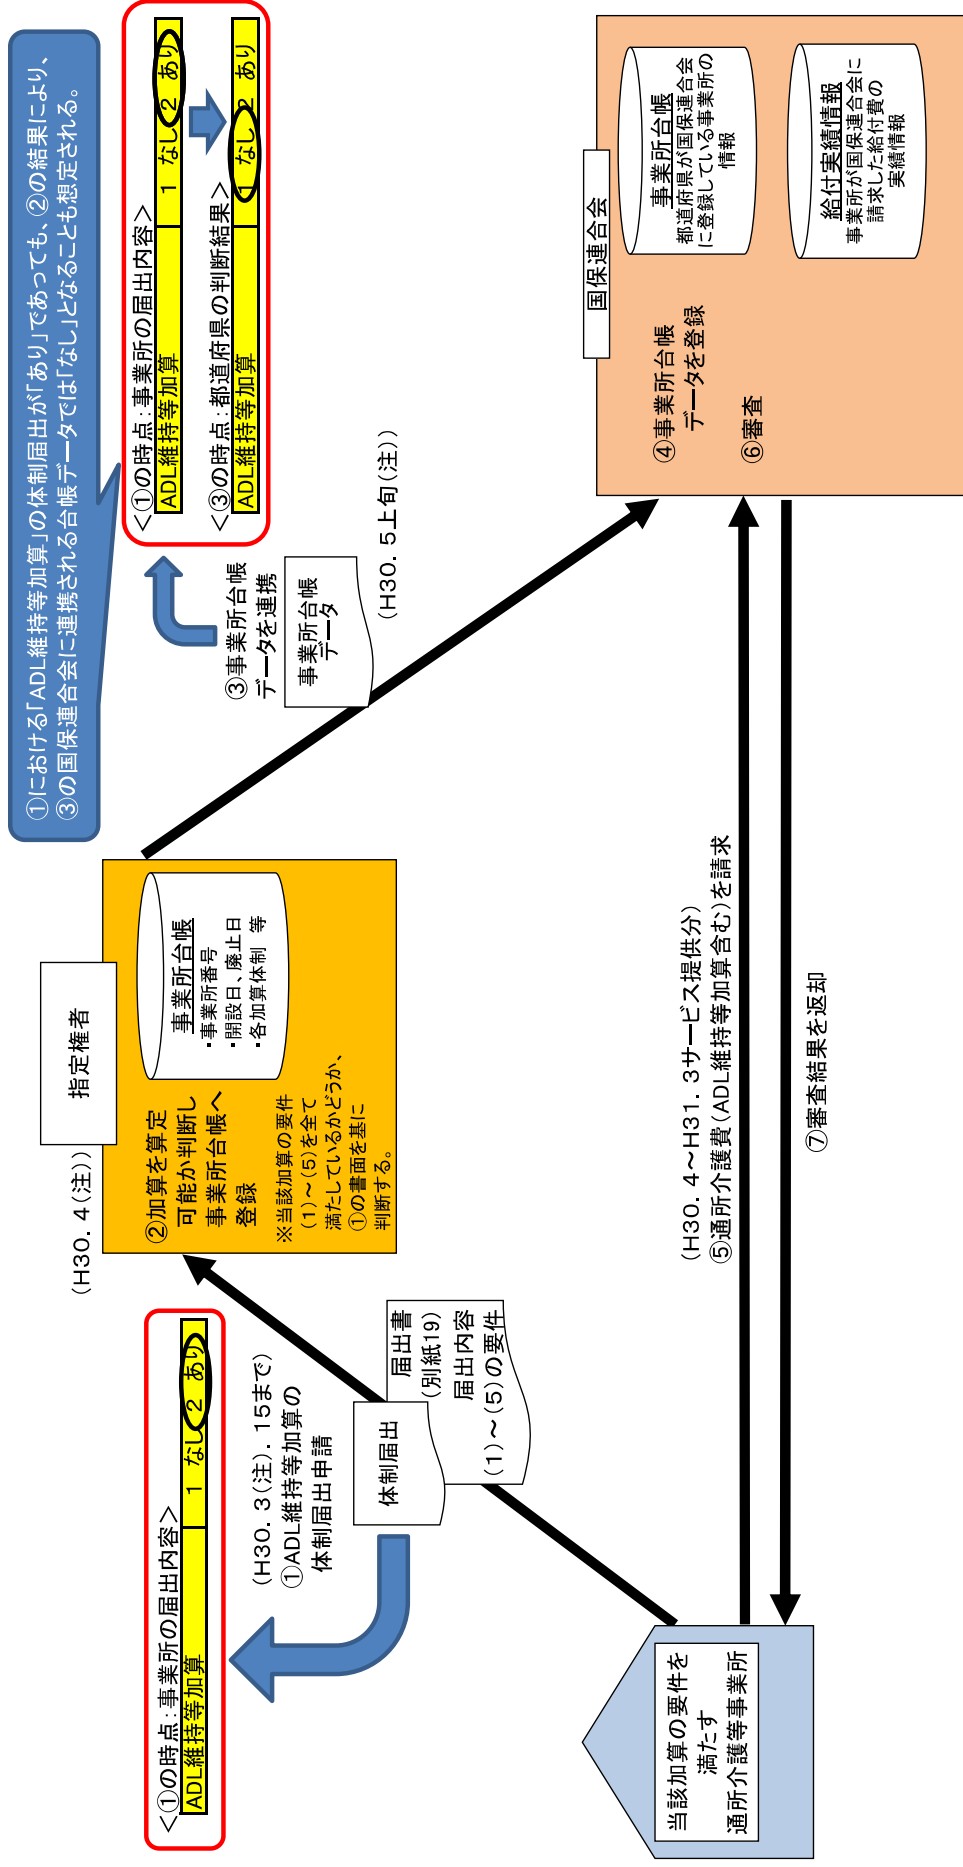 ①における「ADL維持等加算」の体制届出が「あり」であっても、②の結果により、
③の国保連合会に連携される台帳データでは「なし」となることも想定される。
＜①の時点：事業所の届出内容＞
ADL維持等加算 1 なし 2 あり
＜③の時点：都道府県の判断結果＞
ADL維持等加算 1 なし 2 あり
＜①の時点：事業所の届出内容＞
ADL維持等加算 1 なし 2 あり
（H30．3（注）．15まで）
①ADL維持等加算の
体制届出申請
体制届出
届出書
（別紙19）
届出内容
（1）～（5）の要件
（H30．4（注））
指定権者
②加算を算定
可能か判断し
事業所台帳へ
登録
※当該加算の要件
（1）～（5）を全て
満たしているかどうか、
①の書面を基に
判断する。
事業所台帳
・事業所番号
・開設日、廃止日
・各加算体制 等
③事業所台帳
データを連携
事業所台帳
データ
（H30．5上旬（注））
国保連合会
④事業所台帳
データを登録
⑥審査
事業所台帳
都道府県が国保連合会
に登録している事業所の
情報
給付実績情報
事業所が国保連合会に
請求した給付費の
実績情報
（H30．4～H31．3サービス提供分）
⑤通所介護費（ADL維持等加算含む）を請求
⑦審査結果を返却
当該加算の要件を
満たす
通所介護等事業所